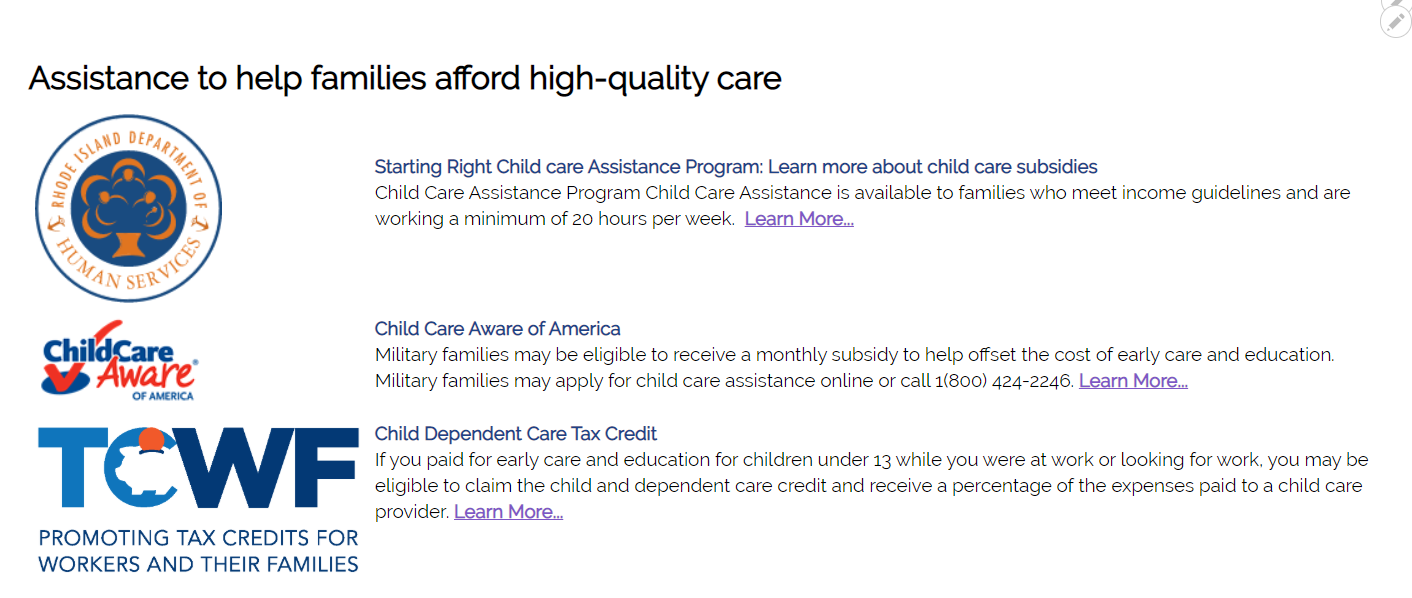 Assistance to help families afford high-quality care
RHODE ISLAND DEPARTMENT OF
HUMAN SERVICES
Starting Right Child care Assistance Program: Learn more about child care subsidies
Child Care Assistance Program Child Care Assistance is available to families who meet income guidelines and are
working a minimum of 20 hours per week. Learn More...
ChildCare
Aware®
OF AMERICA
Child Care Aware of America
Military families may be eligible to receive a monthly subsidy to help offset the cost of early care and education.
Military families may apply for child care assistance online or call 1(800) 424-2246. Learn More...
TCWF
PROMOTING TAX CREDITS FOR
WORKERS AND THEIR FAMILIES
Child Dependent Care Tax Credit
If you paid for early care and education for children under 13 while you were at work or looking for work, you may be
eligible to claim the child and dependent care credit and receive a percentage of the expenses paid to a child care
provider. Learn More...